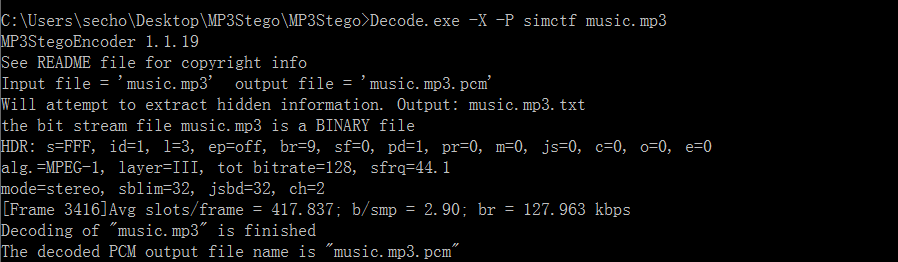 C:\Users\secho\Desktop\MP3Stego\MP3Stego>Decode.exe -X -P simctf music.mp3
MP3StegoEncoder 1.1.19
See README file for copyright info
Input file = 'music.mp3'  output file = 'music.mp3.pcm'
Will attempt to extract hidden information. Output: music.mp3.txt
the bit stream file music.mp3 is a BINARY file
HDR: s=FFF, id=1, l=3, ep=off, br=9, sf=0, pd=1, pr=0, m=0, js=0, c=0, o=0, e=0
alg.=MPEG-1, layer=III, tot bitrate=128, sfrq=44.1
mode=stereo, sblim=32, jsbd=32, ch=2
[Frame 3416]Avg slots/frame = 417.837; b/smp = 2.90; br = 127.963 kbps
Decoding of "music.mp3" is finished
The decoded PCM output file name is "music.mp3.pcm"